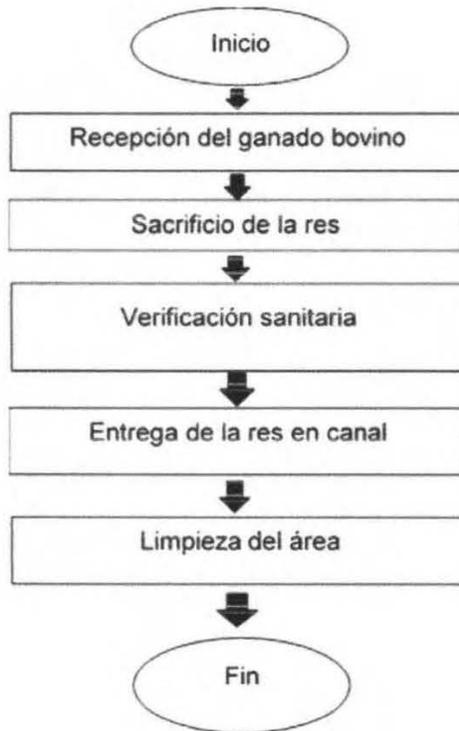 Inicio
Recepción del ganado bovino
Sacrificio de la res
Verificación sanitaria
Entrega de la res en canal
Limpieza del área
Fin